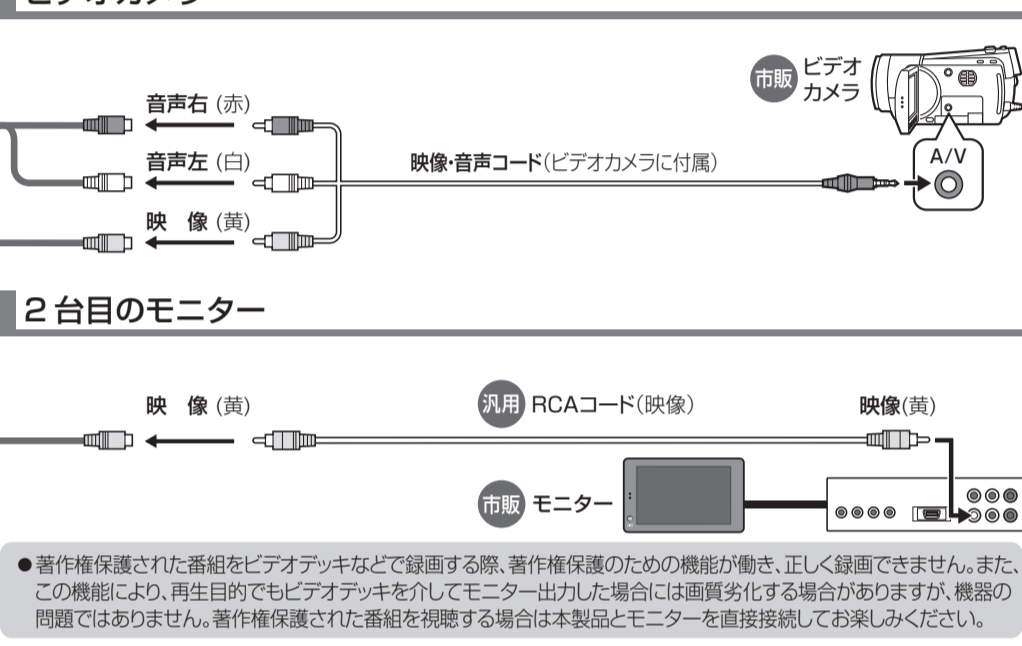 市販 ビデオ
カメラ
音声右 (赤)
音声左 (白)
映像・音声コード(ビデオカメラに付属)
A/V
映 像 (黄)
2台目のモニター
映 像 (黄)
汎用 RCAコード(映像)
映像(黄)
市販 モニター
●著作権保護された番組をビデオデッキなどで録画する際、著作権保護のための機能が働き、正しく録画できません。また、
この機能により、再生目的でもビデオデッキを介してモニター出力した場合には画質劣化する場合がありますが、機器の
問題ではありません。著作権保護された番組を視聴する場合は本製品とモニターを直接接続してお楽しみください。